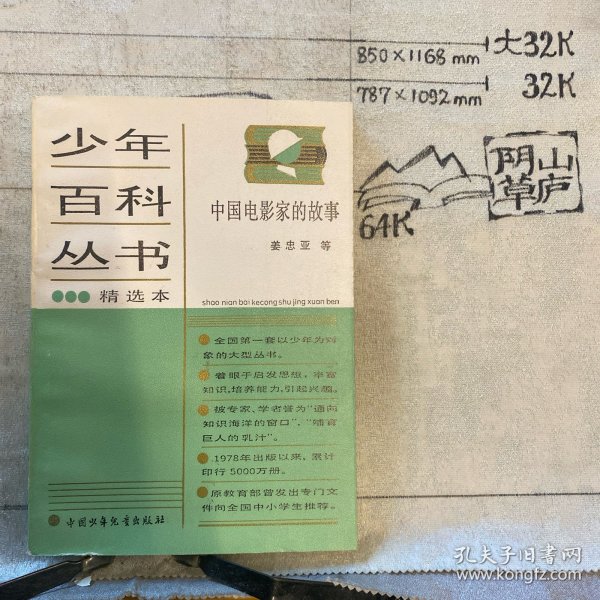 850×1168mm 大32K
787×1092mm 32K
阴山
草庐
64K
少年
百科
丛书
精选本
中国电影家的故事
姜忠亚 等
shao nian bai kecong shu jing xuan ben
全国第一套以少年为对
象的大型丛书。
着眼于启发思想，丰富
知识，培养能力，引起兴趣。
被专家、学者誉为“通向
知识海洋的窗口”，“哺育
巨人的乳汁”。
1978年出版以来，累计
印行5000万册。
原教育部曾发出专门文
件向全国中小学生推荐。
中国少年儿童出版社
孔夫子旧书网
www.kongfz.com